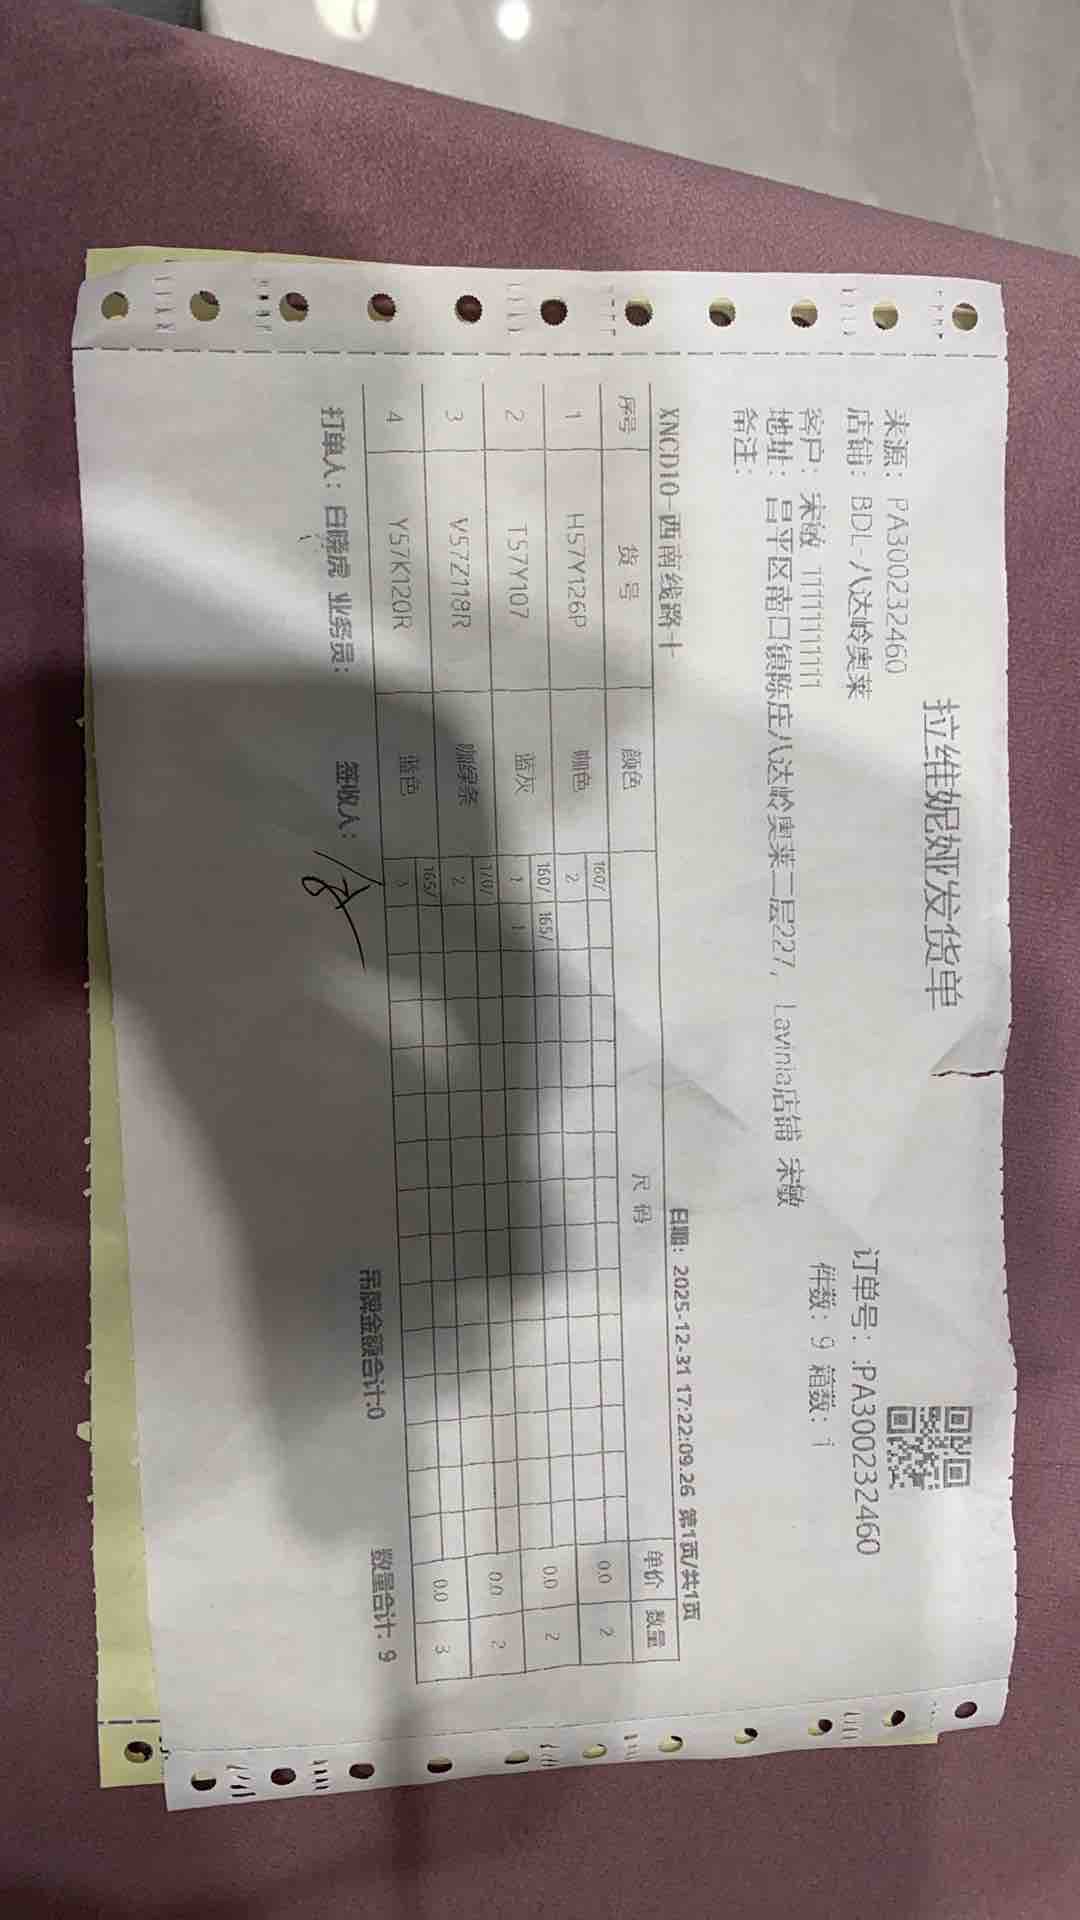 拉维妮娅发货单
来源：PA300232460
店铺：BDL-八达岭奥莱 订单号：:PA300232460
客户：宋敏 11111111111 件数：9 箱数：1
地址：昌平区南口镇陈庄八达岭奥莱二层227，Lavinia店铺 宋敏
备注：
XNCD10-西南线路十 日期：2025-12-31 17:22:09.26 第1页/共1页
序号 货号 颜色 尺码 单价 数量
160/
1 H57Y126P 咖色 2 0.0 2
160/ 165/
2 T57Y107 蓝灰 1 1 0.0 2
170/
3 V57Z118R 咖绿条 2 0.0 2
165/
4 Y57K120R 蓝色 3 0.0 3
打单人：白晓虎 业务员： 签收人： 吊牌金额合计:0 数量合计: 9